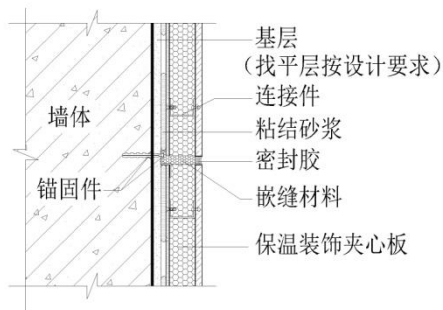 基层
（找平层按设计要求）
连接件
粘结砂浆
密封胶
嵌缝材料
保温装饰夹心板
墙体
锚固件